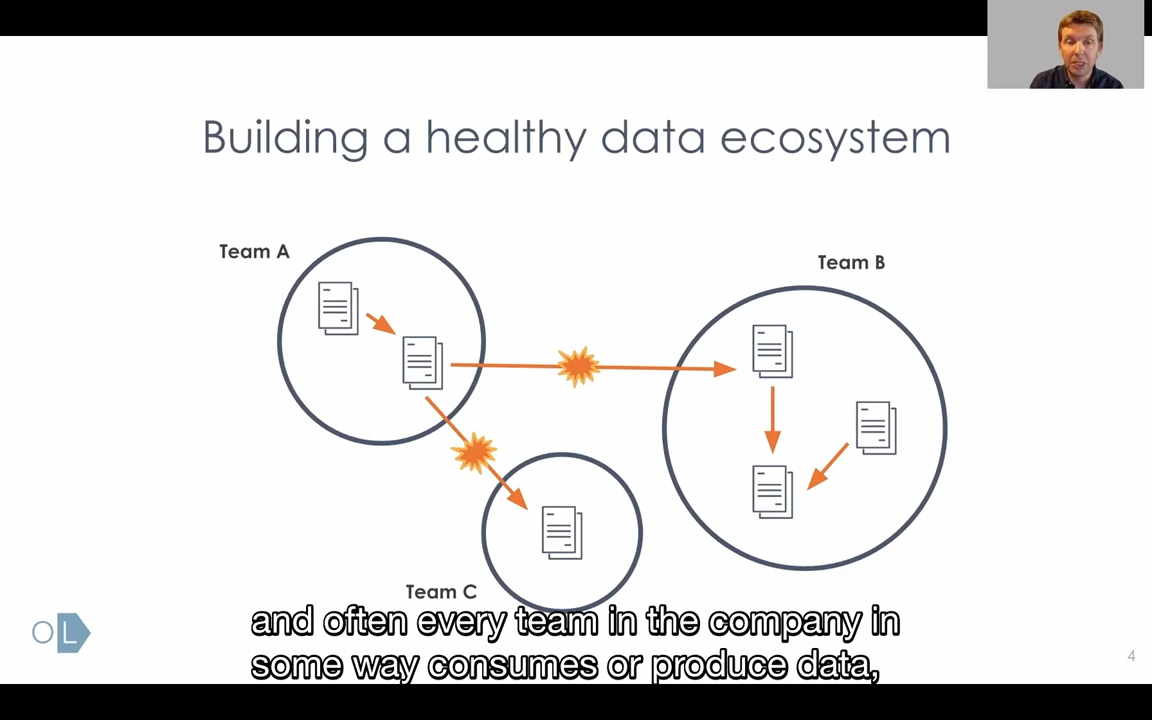 Building a healthy data ecosystem
Team A
Team B
Team C
and often every team in the company in
some way consumes or produce data,
OL
4